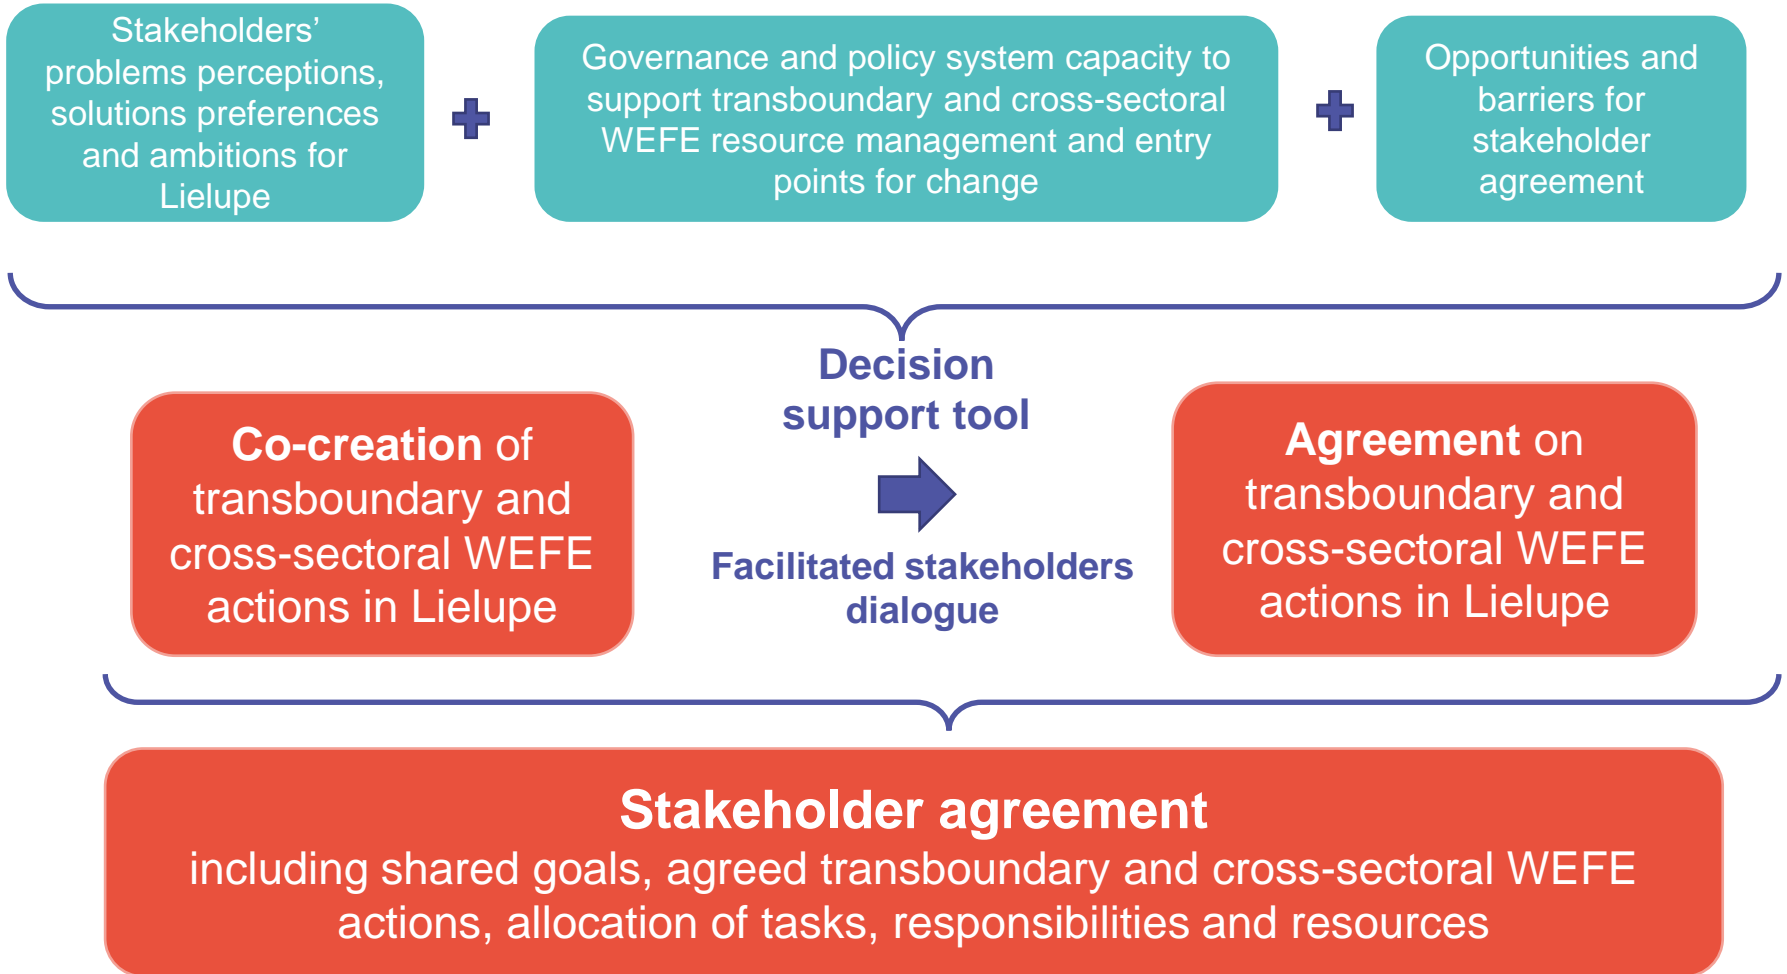 Stakeholders’
problems perceptions,
solutions preferences
and ambitions for
Lielupe
Governance and policy system capacity to
support transboundary and cross-sectoral
WEFE resource management and entry
points for change
Opportunities and
barriers for
stakeholder
agreement
Decision
support tool
Co-creation of
transboundary and
cross-sectoral WEFE
actions in Lielupe
Facilitated stakeholders
dialogue
Agreement on
transboundary and
cross-sectoral WEFE
actions in Lielupe
Stakeholder agreement
including shared goals, agreed transboundary and cross-sectoral WEFE
actions, allocation of tasks, responsibilities and resources